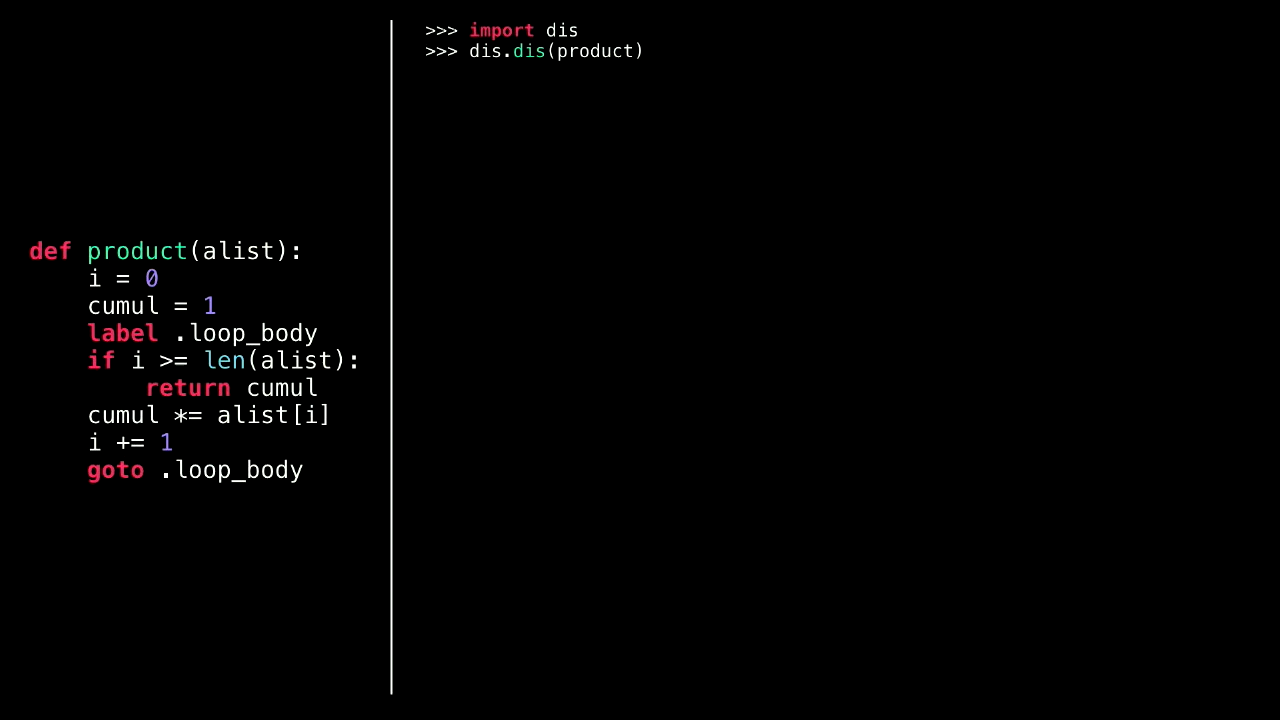 def product(alist):
    i = 0
    cumul = 1
    label .loop_body
    if i >= len(alist):
        return cumul
    cumul *= alist[i]
    i += 1
    goto .loop_body
>>> import dis
>>> dis.dis(product)